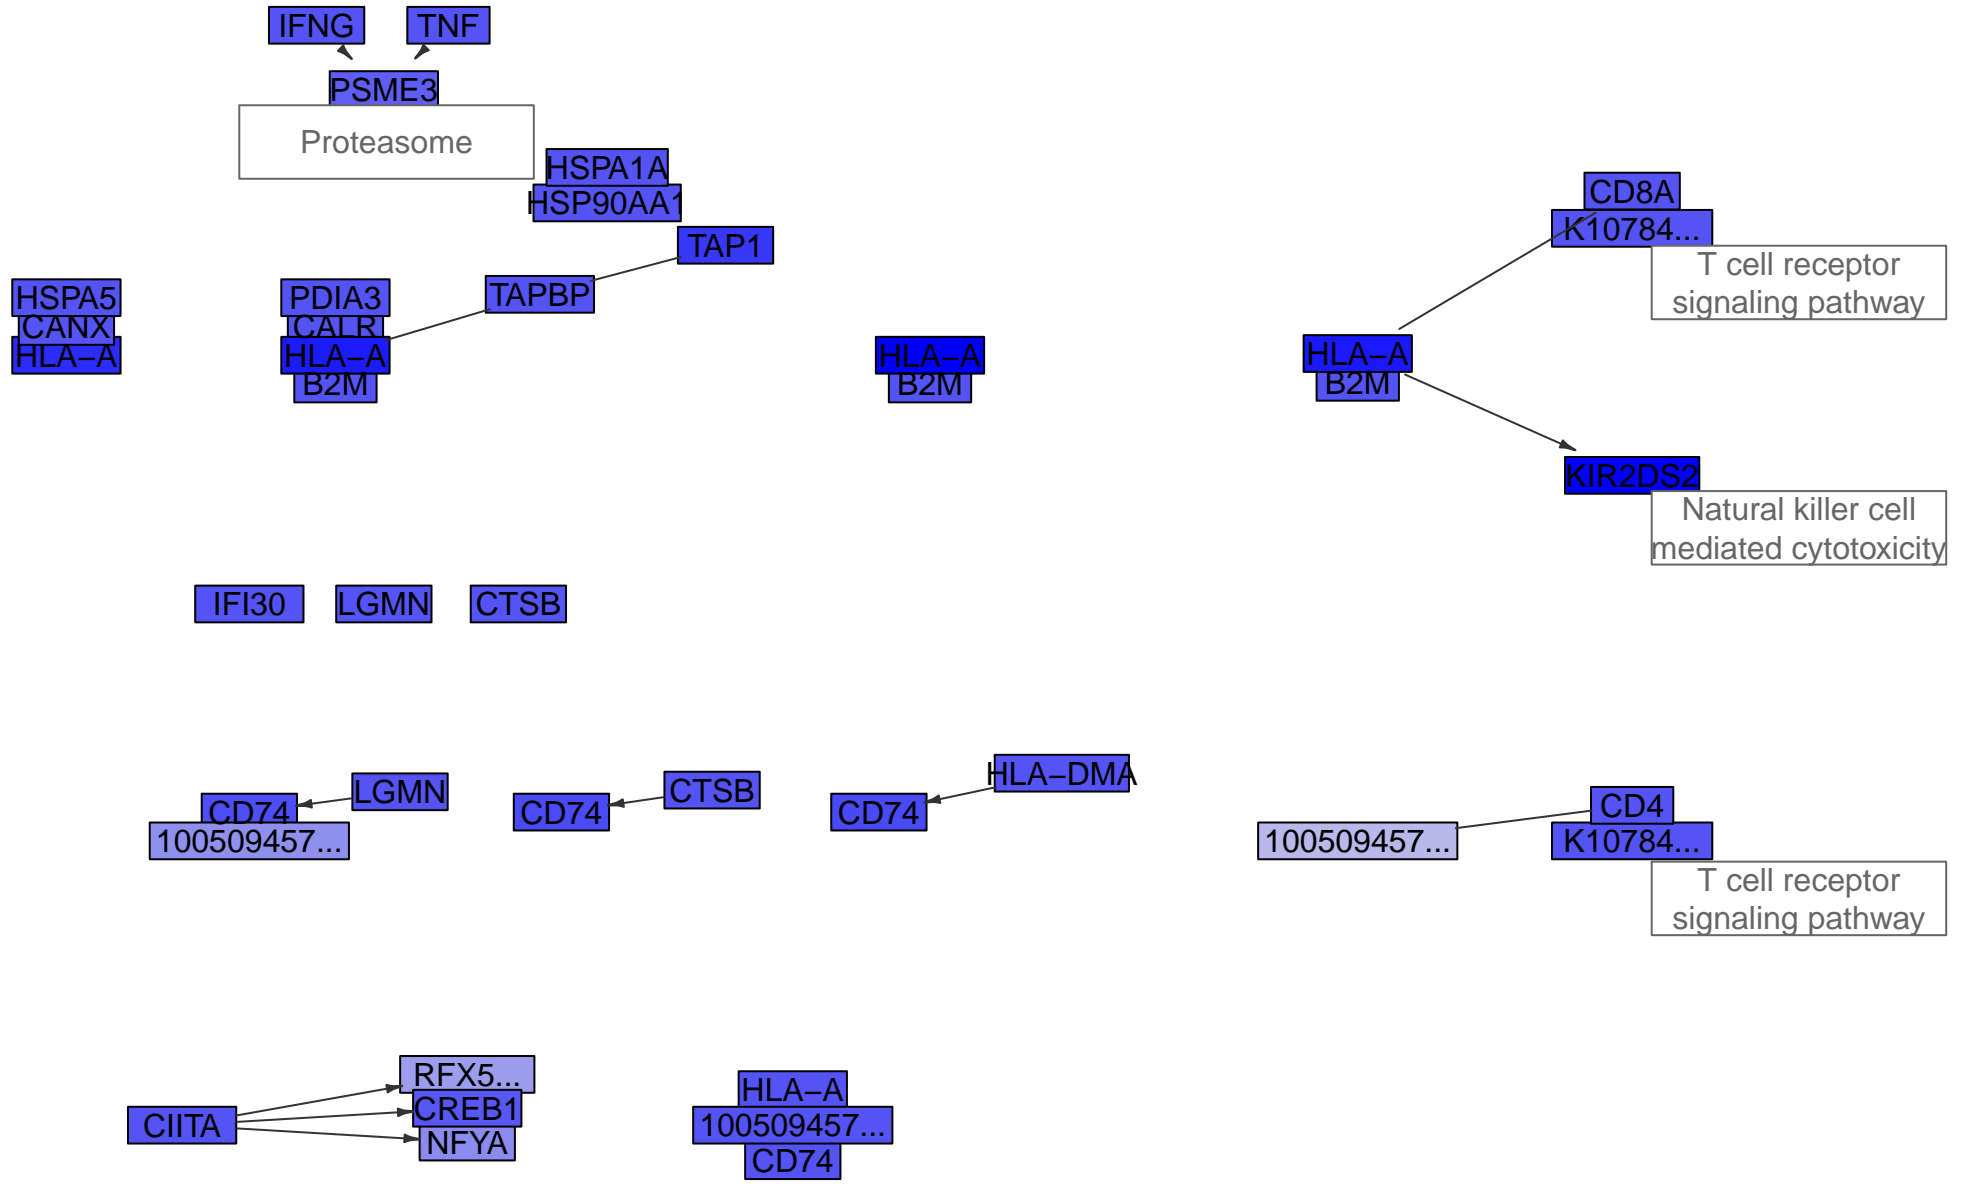 IFNG
TNF
PSME3
Proteasome
HSPA1A
HSP90AA1
CD8A
K10784...
TAP1
T cell receptor
signaling pathway
HSPA5
PDIA3
TAPBP
CANX
CALR
HLA−A
HLA−A
HLA−A
HLA−A
B2M
B2M
B2M
KIR2DS2
Natural killer cell
mediated cytotoxicity
IFI30
LGMN
CTSB
HLA−DMA
LGMN
CTSB
CD74
CD74
CD74
CD4
100509457...
100509457...
K10784...
T cell receptor
signaling pathway
RFX5...
HLA−A
CREB1
CIITA
100509457...
NFYA
CD74